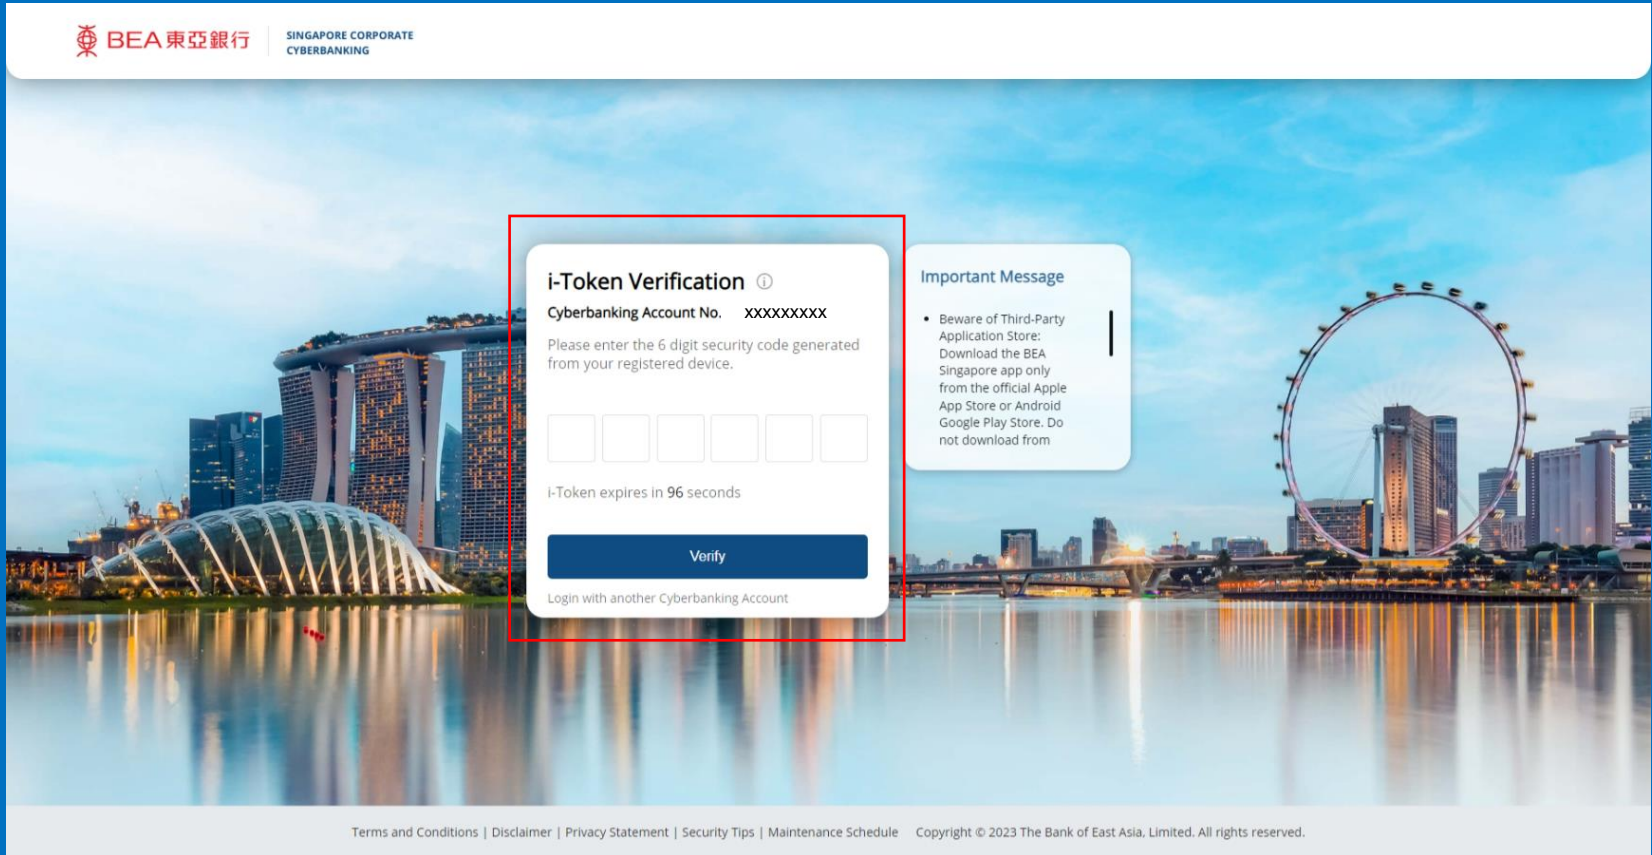 BEA東亞銀行
SINGAPORE CORPORATE
CYBERBANKING
i-Token Verification
Cyberbanking Account No. XXXXXXXXX
Please enter the 6 digit security code generated
from your registered device.
i-Token expires in 96 seconds
Verify
Login with another Cyberbanking Account
Important Message
• Beware of Third-Party
Application Store:
Download the BEA
Singapore app only
from the official Apple
App Store or Android
Google Play Store. Do
not download from
Terms and Conditions | Disclaimer | Privacy Statement | Security Tips | Maintenance Schedule Copyright © 2023 The Bank of East Asia, Limited. All rights reserved.